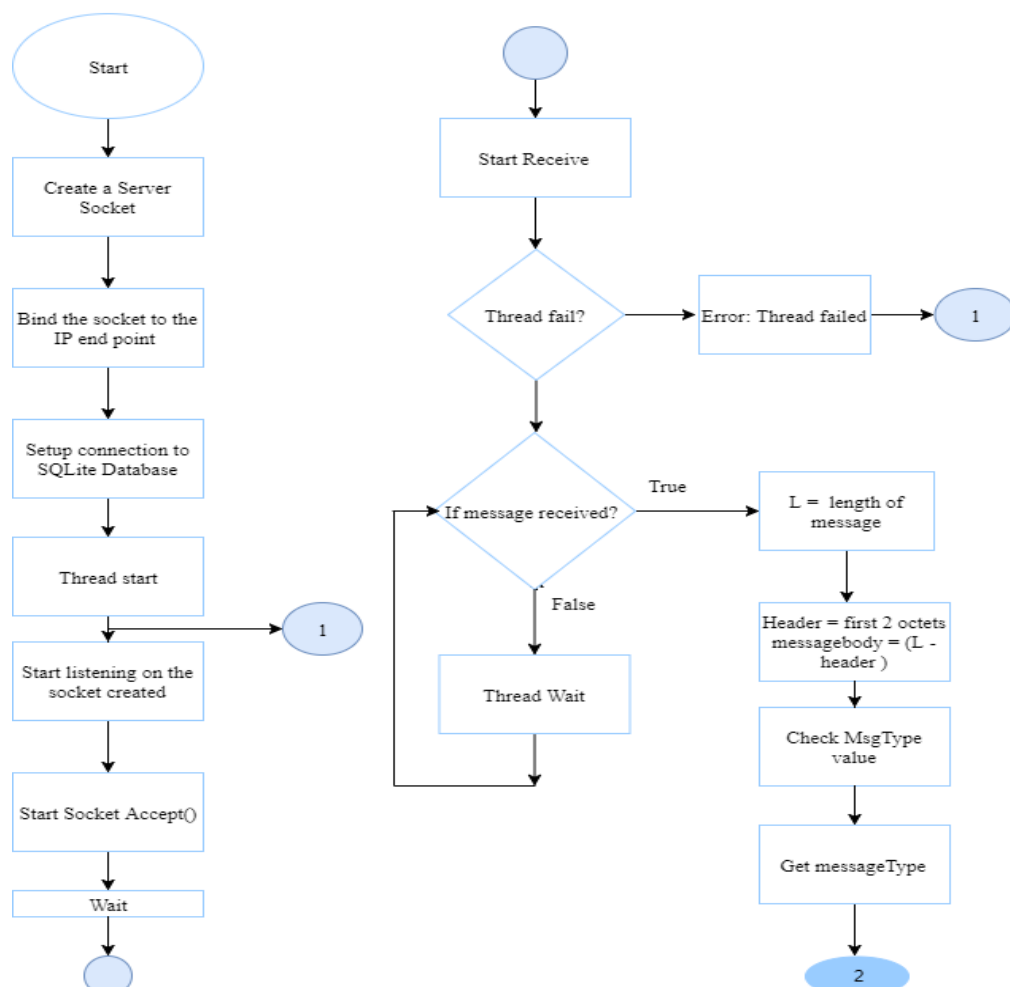 Start
Create a Server
Socket
Bind the socket to the
IP end point
Setup connection to
SQLite Database
Thread start
1
Start listening on the
socket created
Start Socket Accept()
Wait
Start Receive
Thread fail?
Error: Thread failed
1
If message received?
True
False
Thread Wait
L =  length of
message
Header = first 2 octets
messagebody = (L -
header )
Check MsgType
value
Get messageType
2